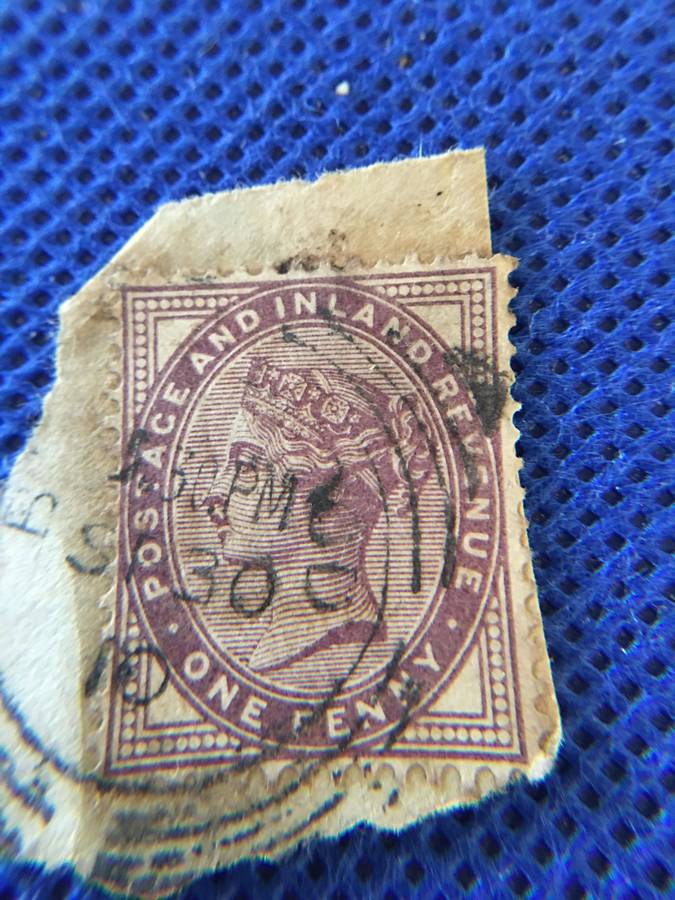 POSTAGE AND INLAND REVENUE
· ONE PENNY ·
PM
30 C